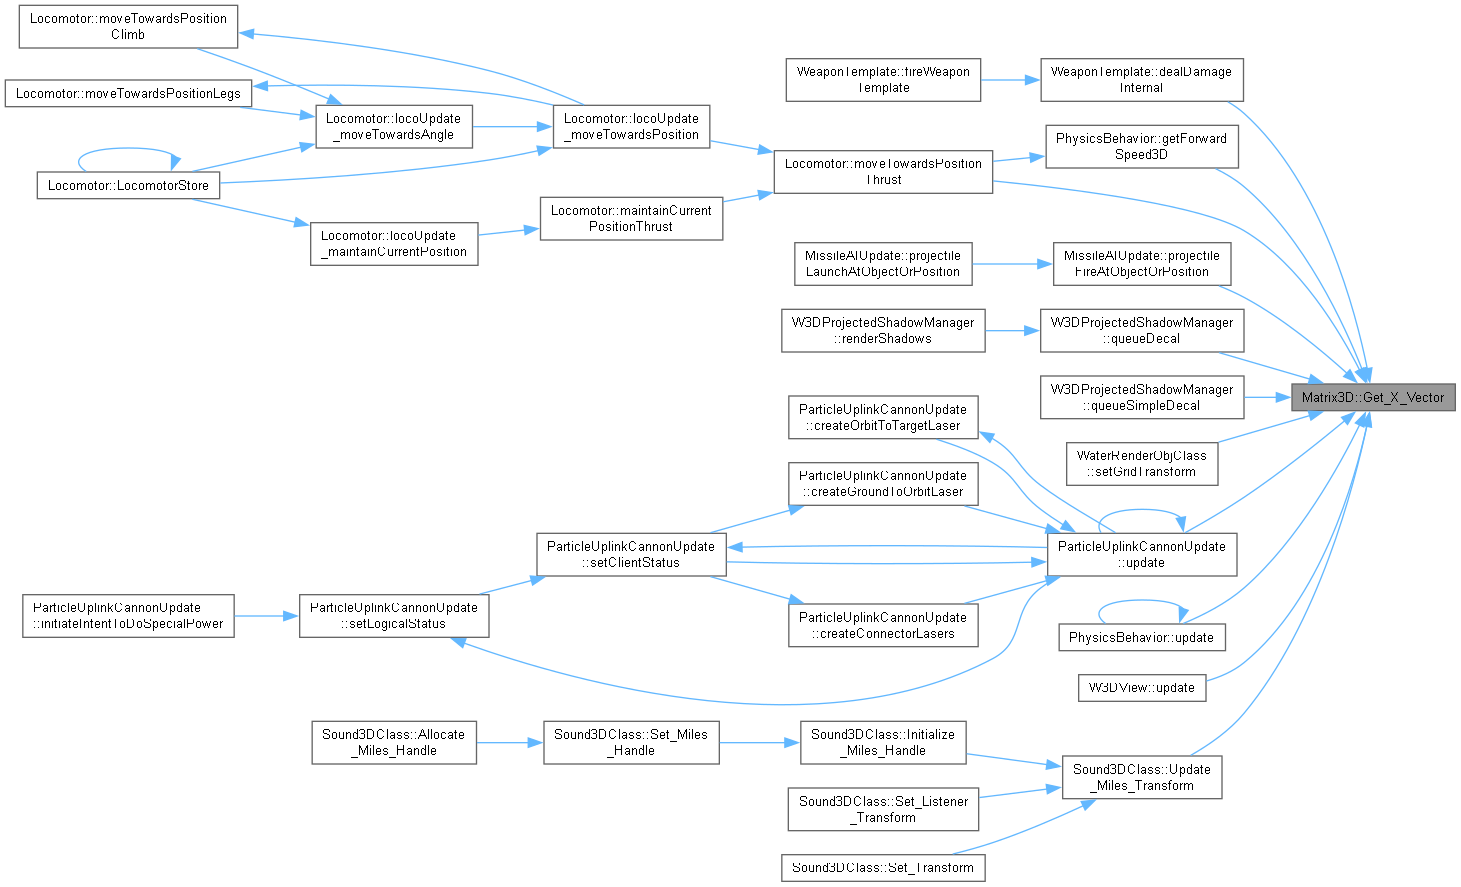 Locomotor::moveTowardsPosition
Climb
Locomotor::moveTowardsPositionLegs
Locomotor::LocomotorStore
Locomotor::locoUpdate
_moveTowardsAngle
Locomotor::locoUpdate
_maintainCurrentPosition
Locomotor::locoUpdate
_moveTowardsPosition
Locomotor::maintainCurrent
PositionThrust
WeaponTemplate::fireWeapon
Template
Locomotor::moveTowardsPosition
Thrust
WeaponTemplate::dealDamage
Internal
PhysicsBehavior::getForward
Speed3D
MissileAIUpdate::projectile
LaunchAtObjectOrPosition
MissileAIUpdate::projectile
FireAtObjectOrPosition
W3DProjectedShadowManager
::renderShadows
W3DProjectedShadowManager
::queueDecal
W3DProjectedShadowManager
::queueSimpleDecal
Matrix3D::Get_X_Vector
ParticleUplinkCannonUpdate
::createOrbitToTargetLaser
WaterRenderObjClass
::setGridTransform
ParticleUplinkCannonUpdate
::createGroundToOrbitLaser
ParticleUplinkCannonUpdate
::setClientStatus
ParticleUplinkCannonUpdate
::update
ParticleUplinkCannonUpdate
::initiateIntentToDoSpecialPower
ParticleUplinkCannonUpdate
::setLogicalStatus
ParticleUplinkCannonUpdate
::createConnectorLasers
PhysicsBehavior::update
W3DView::update
Sound3DClass::Allocate
_Miles_Handle
Sound3DClass::Set_Miles
_Handle
Sound3DClass::Initialize
_Miles_Handle
Sound3DClass::Update
_Miles_Transform
Sound3DClass::Set_Listener
_Transform
Sound3DClass::Set_Transform